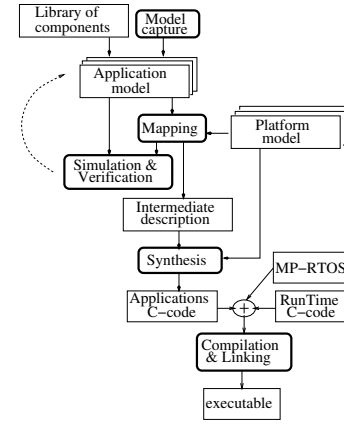 Library of
components
Model
capture
Application
model
Mapping
Platform
model
Simulation &
Verification
Intermediate
description
Synthesis
MP-RTOS
Applications
C-code
+
RunTime
C-code
Compilation
& Linking
executable